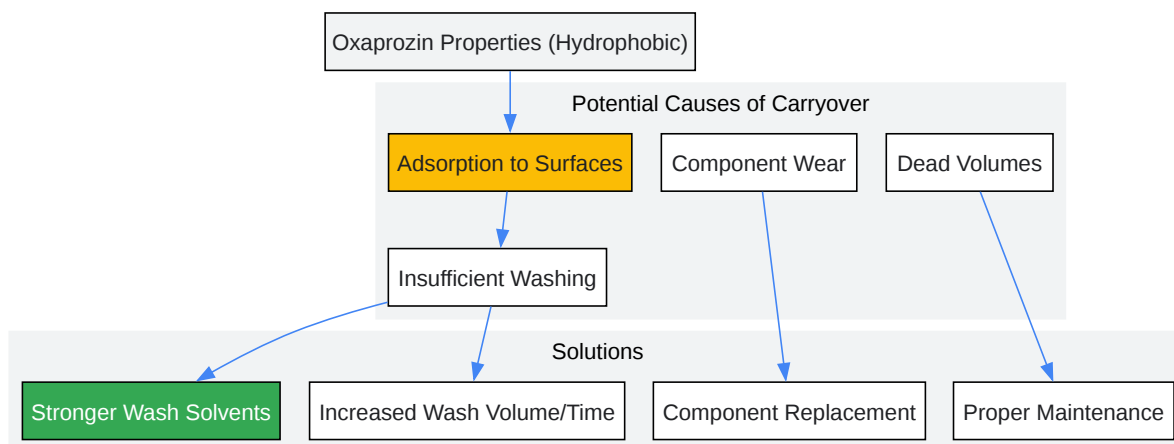 Oxaprozin Properties (Hydrophobic)
Potential Causes of Carryover
Adsorption to Surfaces
Component Wear
Dead Volumes
Insufficient Washing
Solutions
Stronger Wash Solvents
Increased Wash Volume/Time
Component Replacement
Proper Maintenance